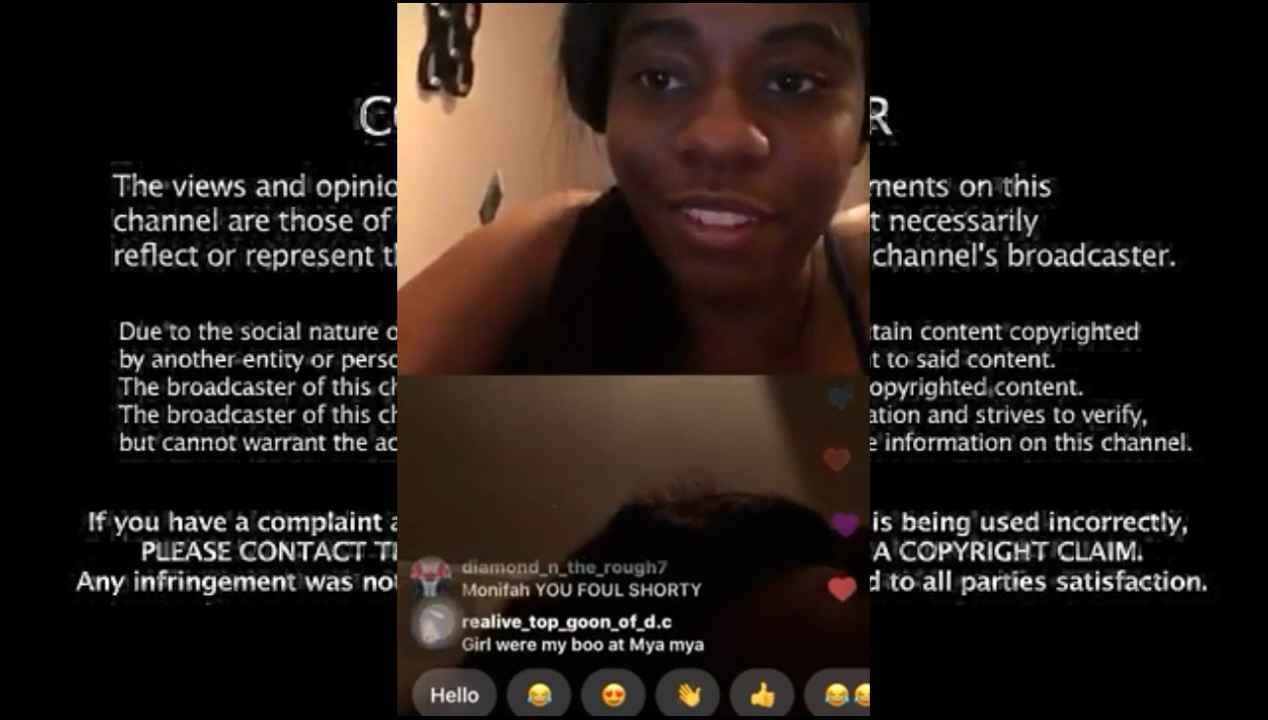 C R
The views and opinio ments on this
channel are those of t necessarily
reflect or represent t channel's broadcaster.
Due to the social nature o tain content copyrighted
by another entity or perso t to said content.
The broadcaster of this ch opyrighted content.
The broadcaster of this ch ation and strives to verify,
but cannot warrant the ac e information on this channel.
If you have a complaint a is being used incorrectly,
PLEASE CONTACT T A COPYRIGHT CLAIM.
Any infringement was not d to all parties satisfaction.
diamond_n_the_rough7
Monifah YOU FOUL SHORTY
realive_top_goon_of_d.c
Girl were my boo at Mya mya
Hello